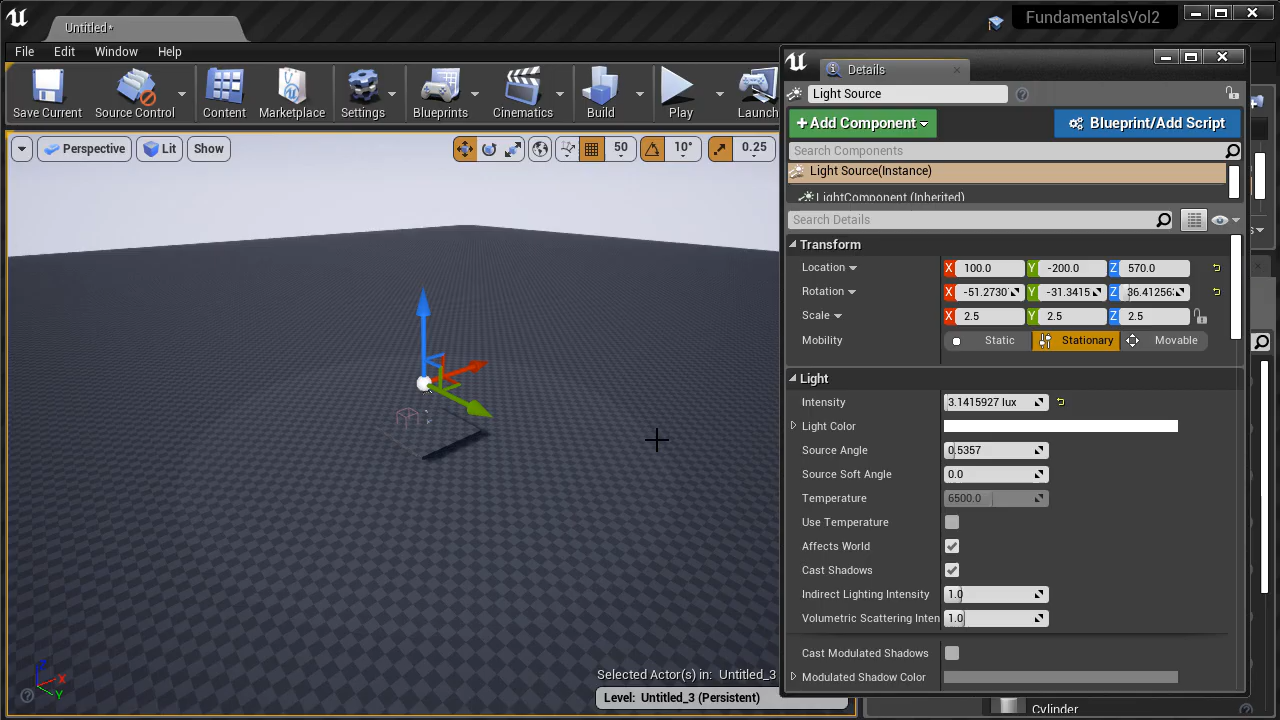 Untitled*
FundamentalsVol2
File Edit Window Help
Save Current
Source Control
Content
Marketplace
Settings
Blueprints
Cinematics
Build
Play
Launch
Perspective
Lit
Show
50
10°
0.25
Selected Actor(s) in: Untitled_3
Level: Untitled_3 (Persistent)
X
Y
Z
Details
Light Source
+Add Component
Blueprint/Add Script
Search Components
Light Source(Instance)
LightComponent (Inherited)
Search Details
Transform
Location X 100.0 Y -200.0 Z 570.0
Rotation X -51.2730 Y -31.3415 Z 36.41256
Scale X 2.5 Y 2.5 Z 2.5
Mobility Static Stationary Movable
Light
Intensity 3.1415927 lux
Light Color
Source Angle 0.5357
Source Soft Angle 0.0
Temperature 6500.0
Use Temperature
Affects World
Cast Shadows
Indirect Lighting Intensity 1.0
Volumetric Scattering Inten 1.0
Cast Modulated Shadows
Modulated Shadow Color
Cylinder